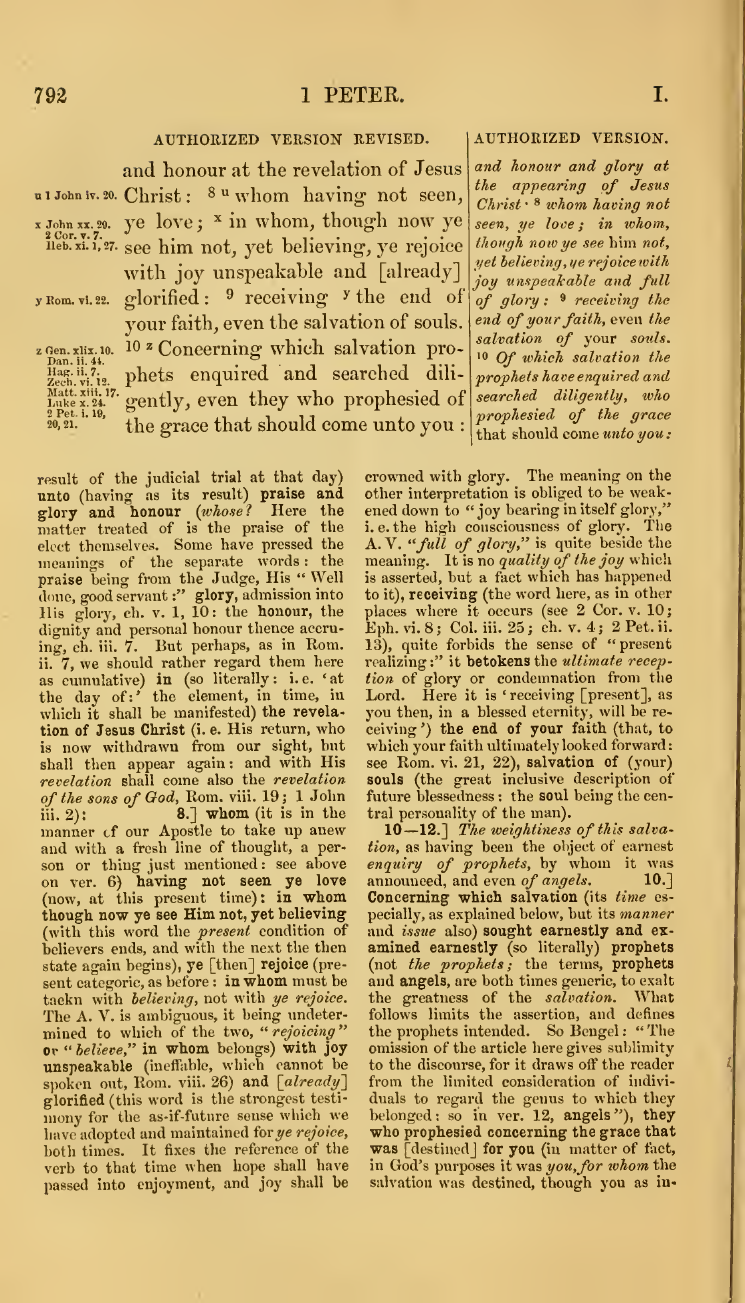 792
1 PETER.
I.
AUTHORIZED VERSION REVISED.
and honour at the revelation of Jesus
u 1 John iv. 20. Christ : 8 u whom having not seen,
x John xx. 29. ye love ; x in whom, though now ye
2 Cor. v. 7.
Heb. xi. 1, 27. see him not, yet believing, ye rejoice
with joy unspeakable and [already]
y Rom. vi. 22. glorified : 9 receiving y the end of
your faith, even the salvation of souls.
z Gen. xlix. 10. 10 z Concerning which salvation pro-
Dan. ii. 44.
Hag. ii. 7. phets enquired and searched dili-
Zech. vi. 12.
Matt. xiii. 17. gently, even they who prophesied of
Luke x. 24.
2 Pet. i. 19, the grace that should come unto you :
20, 21.
AUTHORIZED VERSION.
and honour and glory at
the appearing of Jesus
Christ · 8 whom having not
seen, ye love ; in whom,
though now ye see him not,
yet believing, ye rejoice with
joy unspeakable and full
of glory : 9 receiving the
end of your faith, even the
salvation of your souls.
10 Of which salvation the
prophets have enquired and
searched diligently, who
prophesied of the grace
that should come unto you :
result of the judicial trial at that day)
unto (having as its result) praise and
glory and honour (whose? Here the
matter treated of is the praise of the
elect themselves. Some have pressed the
meanings of the separate words : the
praise being from the Judge, His “ Well
done, good servant :” glory, admission into
His glory, ch. v. 1, 10 : the honour, the
dignity and personal honour thence accru-
ing, ch. iii. 7. But perhaps, as in Rom.
ii. 7, we should rather regard them here
as cumulative) in (so literally : i. e. ‘at
the day of :’ the element, in time, in
which it shall be manifested) the revela-
tion of Jesus Christ (i. e. His return, who
is now withdrawn from our sight, but
shall then appear again : and with His
revelation shall come also the revelation
of the sons of God, Rom. viii. 19 ; 1 John
iii. 2) : 8.] whom (it is in the
manner of our Apostle to take up anew
and with a fresh line of thought, a per-
son or thing just mentioned : see above
on ver. 6) having not seen ye love
(now, at this present time) : in whom
though now ye see Him not, yet believing
(with this word the present condition of
believers ends, and with the next the then
state again begins), ye [then] rejoice (pre-
sent categoric, as before : in whom must be
taekn with believing, not with ye rejoice.
The A. V. is ambiguous, it being undeter-
mined to which of the two, “ rejoicing”
or “ believe,” in whom belongs) with joy
unspeakable (ineffable, which cannot be
spoken out, Rom. viii. 26) and [already]
glorified (this word is the strongest testi-
mony for the as-if-future sense which we
have adopted and maintained for ye rejoice,
both times. It fixes the reference of the
verb to that time when hope shall have
passed into enjoyment, and joy shall be
crowned with glory. The meaning on the
other interpretation is obliged to be weak-
ened down to “ joy bearing in itself glory,”
i. e. the high consciousness of glory. The
A. V. “full of glory,” is quite beside the
meaning. It is no quality of the joy which
is asserted, but a fact which has happened
to it), receiving (the word here, as in other
places where it occurs (see 2 Cor. v. 10 ;
Eph. vi. 8 ; Col. iii. 25 ; ch. v. 4 ; 2 Pet. ii.
13), quite forbids the sense of “ present
realizing :” it betokens the ultimate recep-
tion of glory or condemnation from the
Lord. Here it is ‘ receiving [present], as
you then, in a blessed eternity, will be re-
ceiving ’) the end of your faith (that, to
which your faith ultimately looked forward :
see Rom. vi. 21, 22), salvation of (your)
souls (the great inclusive description of
future blessedness : the soul being the cen-
tral personality of the man).
10—12.] The weightiness of this salva-
tion, as having been the object of earnest
enquiry of prophets, by whom it was
announced, and even of angels. 10.]
Concerning which salvation (its time es-
pecially, as explained below, but its manner
and issue also) sought earnestly and ex-
amined earnestly (so literally) prophets
(not the prophets ; the terms, prophets
and angels, are both times generic, to exalt
the greatness of the salvation. What
follows limits the assertion, and defines
the prophets intended. So Bengel : “ The
omission of the article here gives sublimity
to the discourse, for it draws off the reader
from the limited consideration of indivi-
duals to regard the genus to which they
belonged : so in ver. 12, angels ”), they
who prophesied concerning the grace that
was [destined] for you (in matter of fact,
in God's purposes it was you, for whom the
salvation was destined, though you as in-